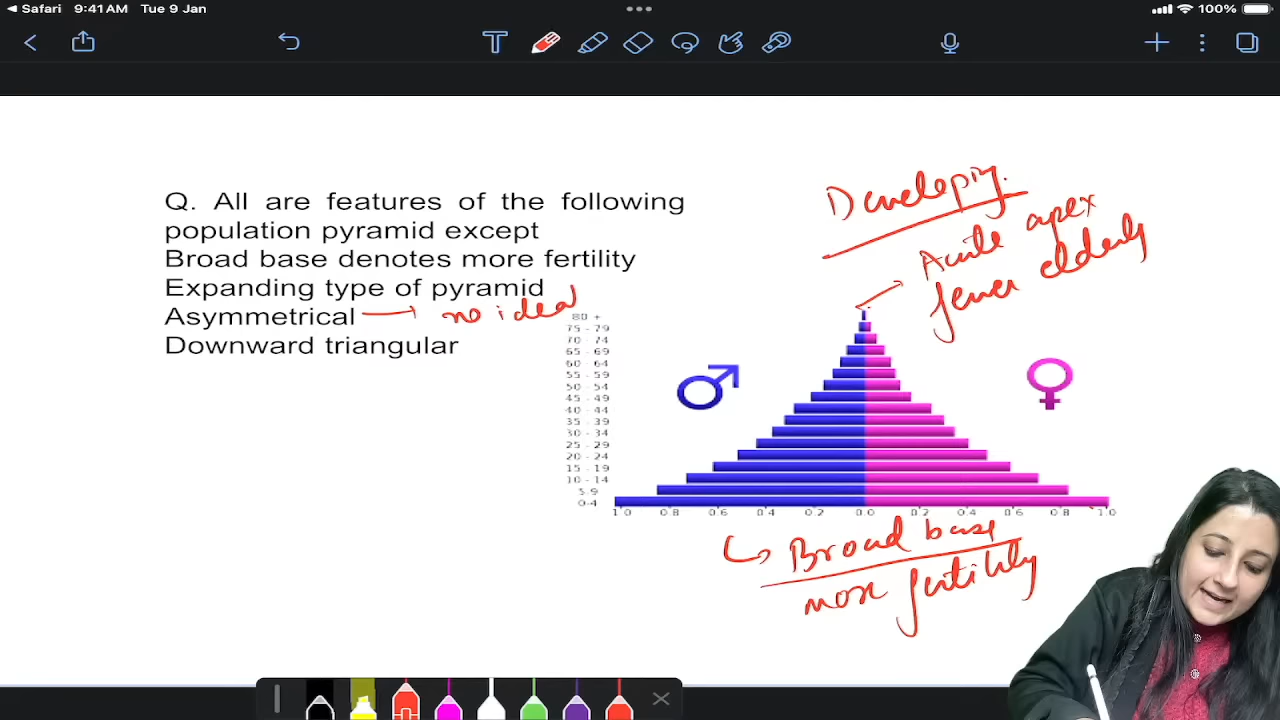 Safari 9:41 AM Tue 9 Jan
100%
Q. All are features of the following
population pyramid except
Broad base denotes more fertility
Expanding type of pyramid
Asymmetrical → no ideal
Downward triangular
Developing
Acute apex
fewer elderly
80 +
75 - 79
70 - 74
65 - 69
60 - 64
55 - 59
50 - 54
45 - 49
40 - 44
35 - 39
30 - 34
25 - 29
20 - 24
15 - 19
10 - 14
5 9
0-4
1.0 0.8 0.6 0.4 0.2 0.0 0.2 0.4 0.6 0.8 1.0
Broad base
more fertility